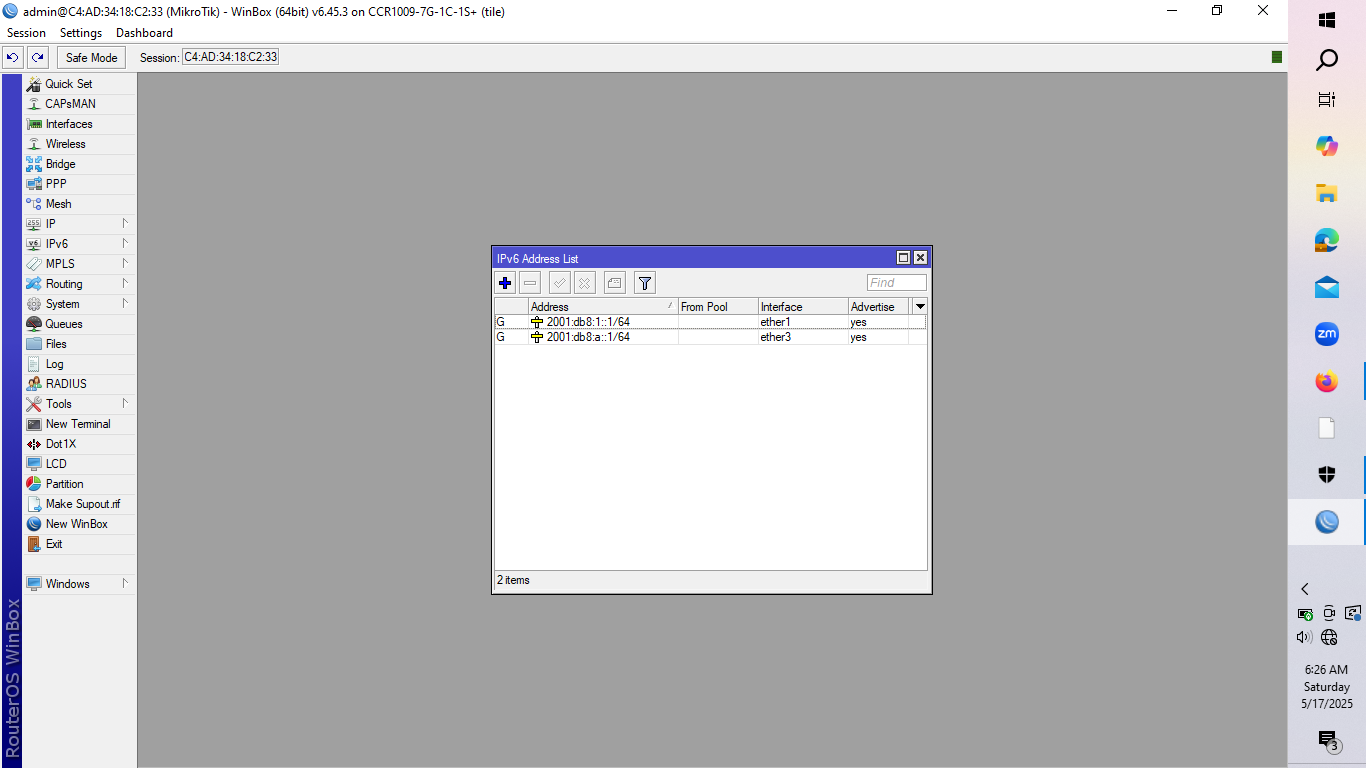 admin@C4:AD:34:18:C2:33 (MikroTik) - WinBox (64bit) v6.45.3 on CCR1009-7G-1C-1S+ (tile)
Session Settings Dashboard
Safe Mode Session: C4:AD:34:18:C2:33
Quick Set
CAPsMAN
Interfaces
Wireless
Bridge
PPP
Mesh
255 IP
v6 IPv6
MPLS
Routing
System
Queues
Files
Log
RADIUS
Tools
New Terminal
Dot1X
LCD
Partition
Make Supout.rif
New WinBox
Exit
Windows
RouterOS WinBox
IPv6 Address List
Find
Address From Pool Interface Advertise
G 2001:db8:1::1/64 ether1 yes
G 2001:db8:a::1/64 ether3 yes
2 items
zm
6:26 AM
Saturday
5/17/2025
3